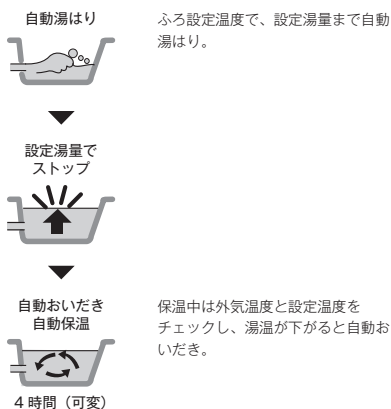 自動湯はり
ふろ設定温度で、設定湯量まで自動
湯はり。
設定湯量で
ストップ
自動おいだき
自動保温
保温中は外気温度と設定温度を
チェックし、湯温が下がると自動お
いだき。
4 時間（可変）